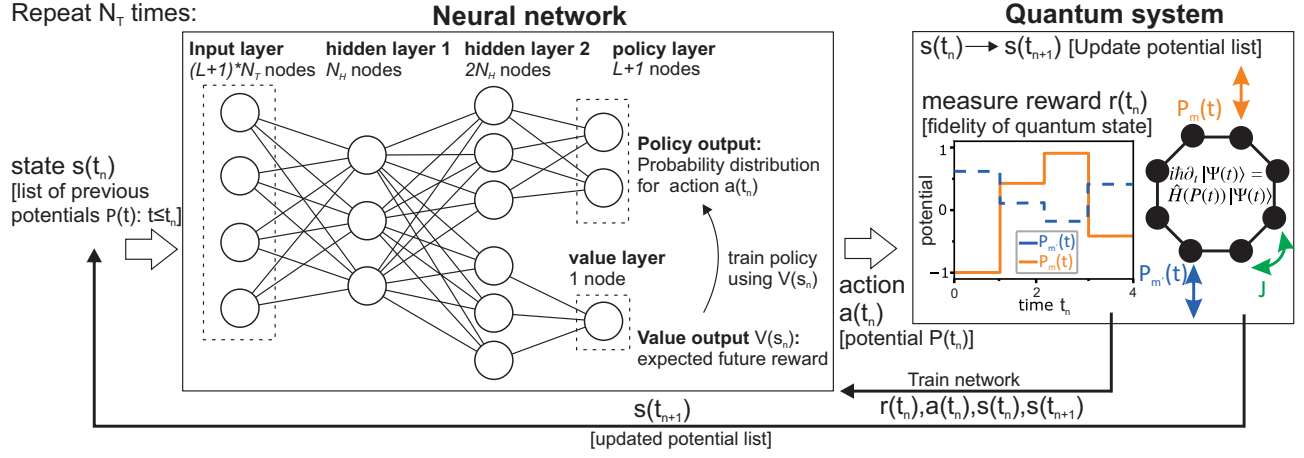 Repeat N_T times:
Neural network
Quantum system
Input layer
(L+1)*N_T nodes
hidden layer 1
N_H nodes
hidden layer 2
2N_H nodes
policy layer
L+1 nodes
state s(t_n)
[list of previous
potentials P(t): t≤t_n]
Policy output:
Probability distribution
for action a(t_n)
train policy
using V(s_n)
value layer
1 node
Value output V(s_n):
expected future reward
action
a(t_n)
[potential P(t_n)]
s(t_n) → s(t_{n+1}) [Update potential list]
measure reward r(t_n)
[fidelity of quantum state]
potential
1
0
−1
P_{m'}(t)
P_m(t)
0
2
4
time t_n
P_m(t)
iħ∂_t |Ψ(t)⟩ =
Ĥ(P(t)) |Ψ(t)⟩
P_{m'}(t)
J
Train network
r(t_n),a(t_n),s(t_n),s(t_{n+1})
s(t_{n+1})
[updated potential list]